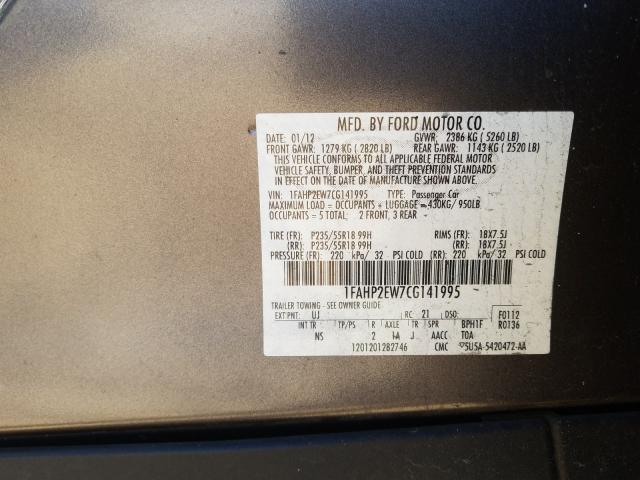 MFD. BY FORD MOTOR CO.
DATE: 01/12 GVWR: 2386 KG ( 5260 LB)
FRONT GAWR: 1279 KG ( 2820 LB) REAR GAWR: 1143 KG ( 2520 LB)
THIS VEHICLE CONFORMS TO ALL APPLICABLE FEDERAL MOTOR
VEHICLE SAFETY, BUMPER, AND THEFT PREVENTION STANDARDS
IN EFFECT ON THE DATE OF MANUFACTURE SHOWN ABOVE.
VIN: 1FAHP2EW7CG141995 TYPE: Passenger Car
MAXIMUM LOAD = OCCUPANTS + LUGGAGE = 430KG/ 950LB
OCCUPANTS = 5 TOTAL: 2 FRONT, 3 REAR
TIRE (FR): P235/55R18 99H RIMS (FR): 18X7.5J
(RR): P235/55R18 99H (RR): 18X7.5J
PRESSURE (FR): 220 kPa/ 32 PSI COLD (RR): 220 kPa/ 32 PSI COLD
1FAHP2EW7CG141995
TRAILER TOWING - SEE OWNER GUIDE
EXT PNT: UJ RC: 21 DSO: F0112
INT TR TP/PS R AXLE TR SPR BPH1F R0136
NS 2 1A J AACC TOA
1201201282746 CMC 5U5A-5420472-AA